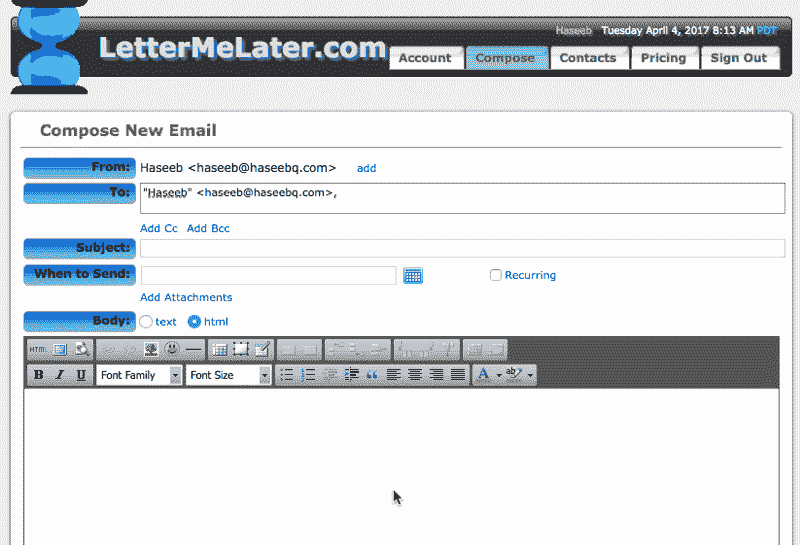 Haseeb Tuesday April 4, 2017 8:13 AM PDT
LetterMeLater.com
Account Compose Contacts Pricing Sign Out
Compose New Email
From: Haseeb <haseeb@haseebq.com> add
To: "Haseeb" <haseeb@haseebq.com>,
Add Cc Add Bcc
Subject:
When to Send: Recurring
Add Attachments
Body: text html
HTML
B I U Font Family Font Size A ab